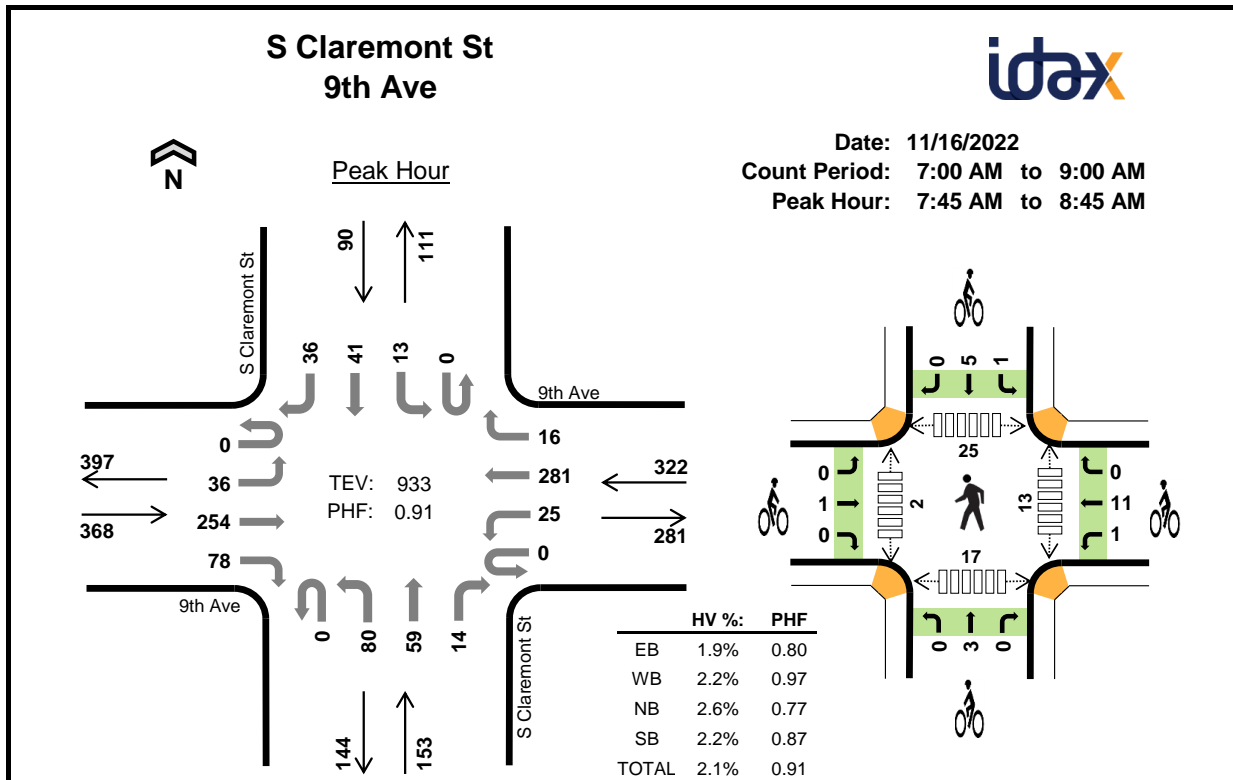 S Claremont St
9th Ave
idax
N
Peak Hour
Date: 11/16/2022
Count Period: 7:00 AM to 9:00 AM
Peak Hour: 7:45 AM to 8:45 AM
90
111
S Claremont St
36
41
13
0
9th Ave
0
16
397
36
281
322
368
254
25
281
78
0
TEV: 933
PHF: 0.91
9th Ave
0
80
59
14
S Claremont St
144
153
HV %: PHF
EB 1.9% 0.80
WB 2.2% 0.97
NB 2.6% 0.77
SB 2.2% 0.87
TOTAL 2.1% 0.91
0
5
1
25
0
1
0
2
13
0
11
1
17
0
3
0